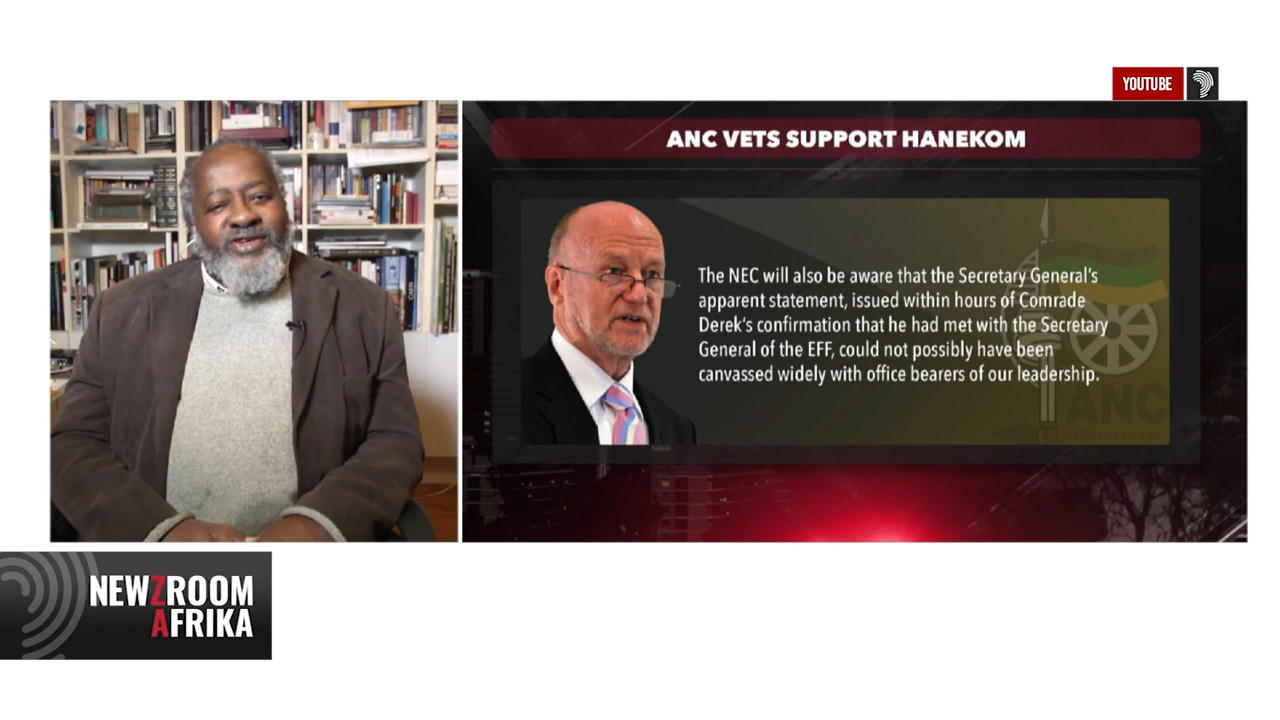 YOUTUBE
ANC VETS SUPPORT HANEKOM
The NEC will also be aware that the Secretary General's
apparent statement, issued within hours of Comrade
Derek's confirmation that he had met with the Secretary
General of the EFF, could not possibly have been
canvassed widely with office bearers of our leadership.
ANC
Veterans League
NEWZROOM
AFRIKA